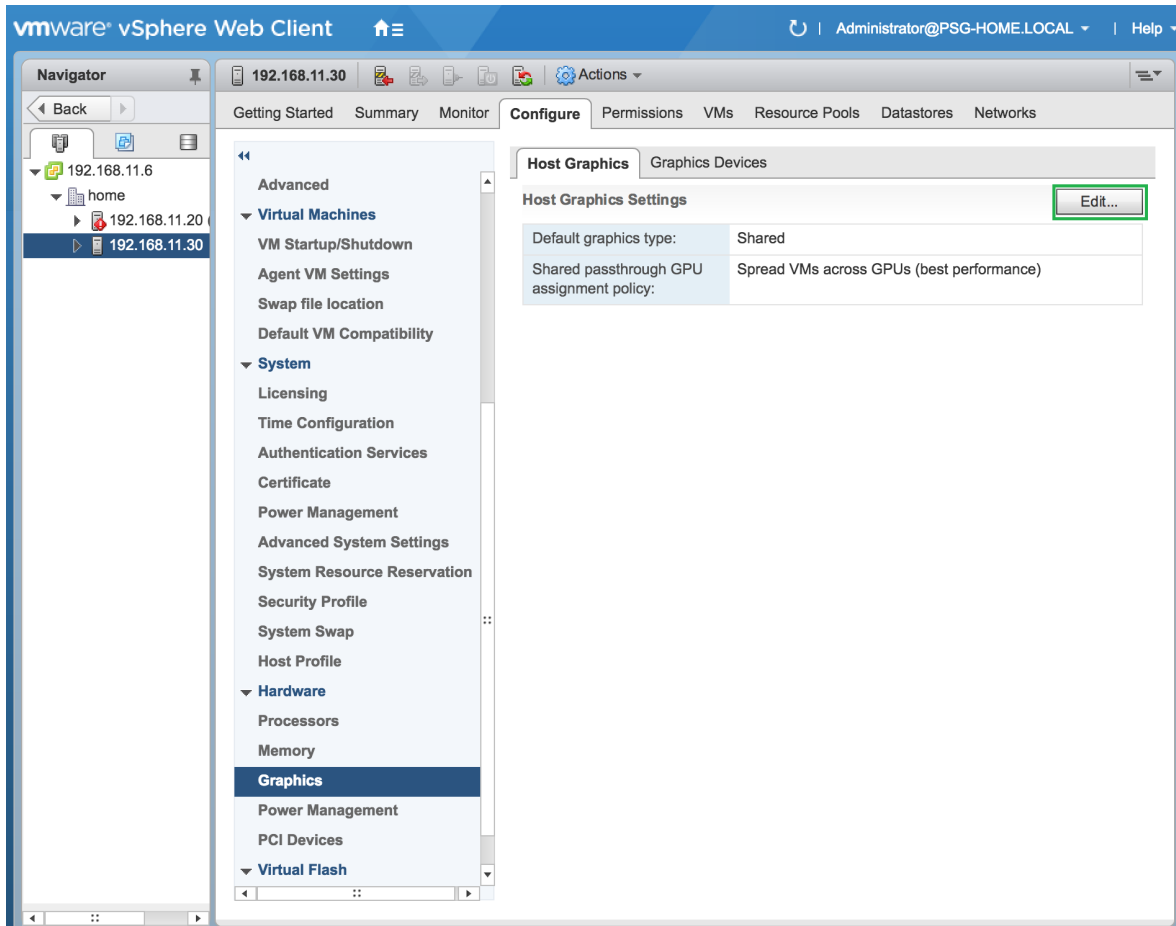 vmware® vSphere Web Client
Administrator@PSG-HOME.LOCAL
Help
Navigator
Back
192.168.11.6
home
192.168.11.20 (
192.168.11.30
192.168.11.30
Actions
Getting Started Summary Monitor Configure Permissions VMs Resource Pools Datastores Networks
Advanced
Virtual Machines
VM Startup/Shutdown
Agent VM Settings
Swap file location
Default VM Compatibility
System
Licensing
Time Configuration
Authentication Services
Certificate
Power Management
Advanced System Settings
System Resource Reservation
Security Profile
System Swap
Host Profile
Hardware
Processors
Memory
Graphics
Power Management
PCI Devices
Virtual Flash
Host Graphics Graphics Devices
Host Graphics Settings
Edit...
Default graphics type: Shared
Shared passthrough GPU Spread VMs across GPUs (best performance)
assignment policy: